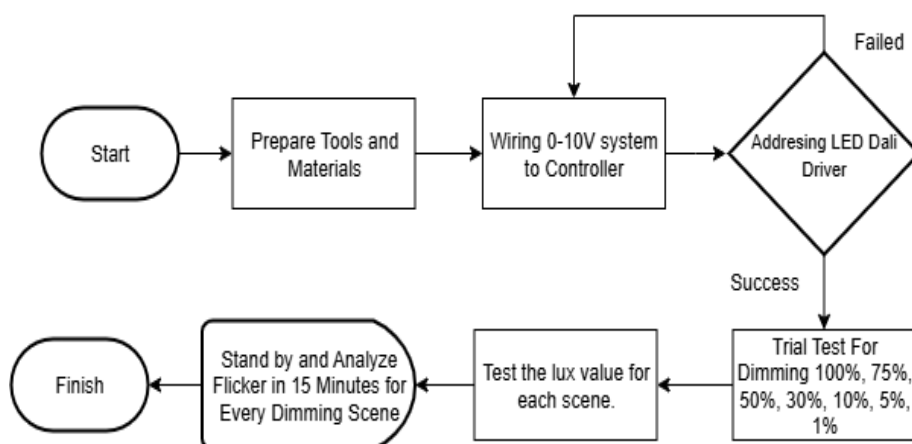 Start
Prepare Tools and
Materials
Wiring 0-10V system
to Controller
Addresing LED Dali
Driver
Failed
Success
Trial Test For
Dimming 100%, 75%,
50%, 30%, 10%, 5%,
1%
Test the lux value for
each scene.
Stand by and Analyze
Flicker in 15 Minutes for
Every Dimming Scene
Finish